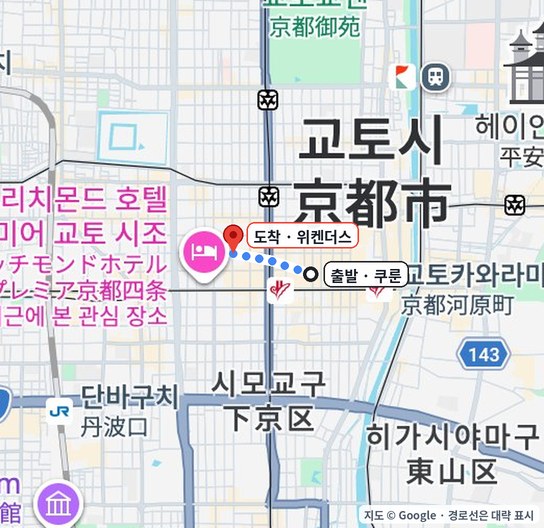 京都御苑
교토시
京都市
헤이안
平安
리치몬드 호텔
미어 교토 시조
ッチモンドホテル
プレミア京都四条
근에 본 관심 장소
도착 · 위켄더스
출발 · 쿠룬
교토카와라마
京都河原町
143
시모교구
下京区
JR
단바구치
丹波口
히가시야마구
東山区
館
지도 © Google · 경로선은 대략 표시